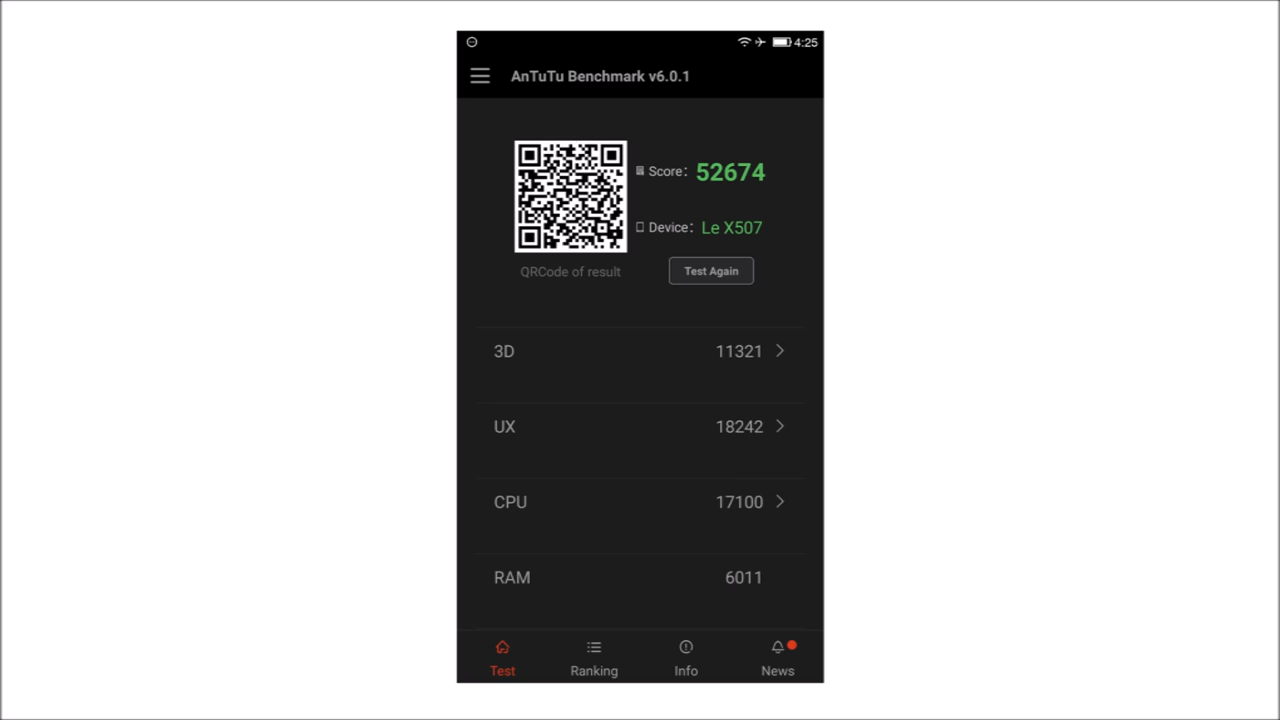 4:25
AnTuTu Benchmark v6.0.1
Score: 52674
Device: Le X507
QRCode of result
Test Again
3D 11321
UX 18242
CPU 17100
RAM 6011
Test Ranking Info News